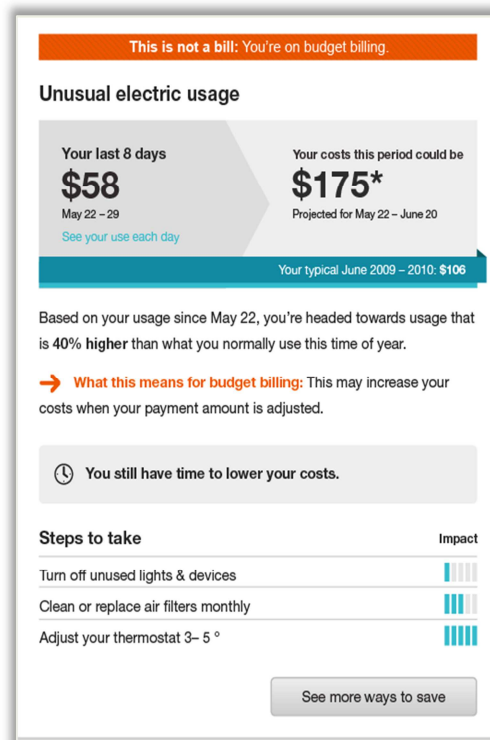 This is not a bill: You're on budget billing.
Unusual electric usage
Your last 8 days
$58
May 22 – 29
See your use each day
Your costs this period could be
$175*
Projected for May 22 – June 20
Your typical June 2009 – 2010: $106
Based on your usage since May 22, you're headed towards usage that
is 40% higher than what you normally use this time of year.
What this means for budget billing: This may increase your
costs when your payment amount is adjusted.
You still have time to lower your costs.
Steps to take Impact
Turn off unused lights & devices
Clean or replace air filters monthly
Adjust your thermostat 3– 5 °
See more ways to save